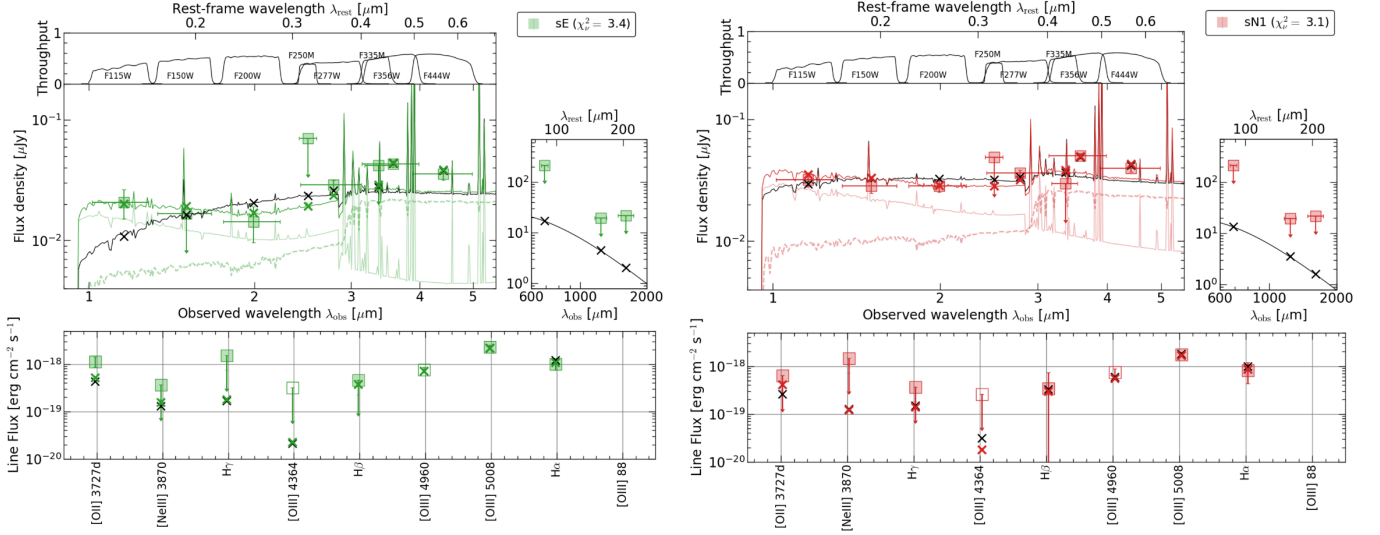 Rest-frame wavelength λrest [μm]
0.2 0.3 0.4 0.5 0.6
sE (χ²ν = 3.4)
Throughput
1
0
F115W F150W F200W F250M F277W F335M F356W F444W
Flux density [μJy]
10⁻¹
10⁻²
1 2 3 4 5
Observed wavelength λobs [μm]
λrest [μm]
100 200
10²
10¹
10⁰
600 1000 2000
λobs [μm]
Line Flux [erg cm⁻² s⁻¹]
10⁻¹⁸
10⁻¹⁹
10⁻²⁰
[OII] 3727d
[NeIII] 3870
Hγ
[OIII] 4364
Hβ
[OIII] 4960
[OIII] 5008
Hα
[OIII] 88
Rest-frame wavelength λrest [μm]
0.2 0.3 0.4 0.5 0.6
sN1 (χ²ν = 3.1)
Throughput
1
0
F115W F150W F200W F250M F277W F335M F356W F444W
Flux density [μJy]
10⁻¹
10⁻²
1 2 3 4 5
Observed wavelength λobs [μm]
λrest [μm]
100 200
10²
10¹
10⁰
600 1000 2000
λobs [μm]
Line Flux [erg cm⁻² s⁻¹]
10⁻¹⁸
10⁻¹⁹
10⁻²⁰
[OII] 3727d
[NeIII] 3870
Hγ
[OIII] 4364
Hβ
[OIII] 4960
[OIII] 5008
Hα
[OIII] 88